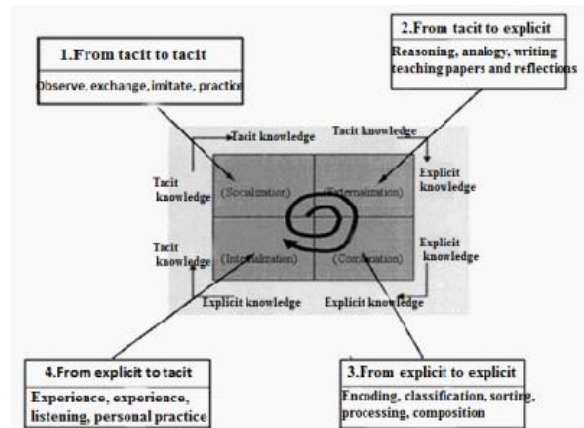 1.From tacit to tacit
Observe, exchange, imitate, practice
2.From tacit to explicit
Reasoning, analogy, writing
teaching papers and reflections
Tacit knowledge
Tacit knowledge
Tacit
knowledge
(Socialization)
(Externalization)
Explicit
knowledge
Tacit
knowledge
(Internalization)
(Combination)
Explicit
knowledge
Explicit knowledge
Explicit knowledge
4.From explicit to tacit
Experience, experience,
listening, personal practice
3.From explicit to explicit
Encoding, classification, sorting,
processing, composition